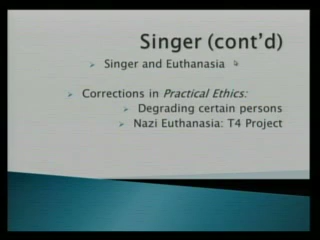 Singer (cont'd)
Singer and Euthanasia
Corrections in Practical Ethics:
Degrading certain persons
Nazi Euthanasia: T4 Project